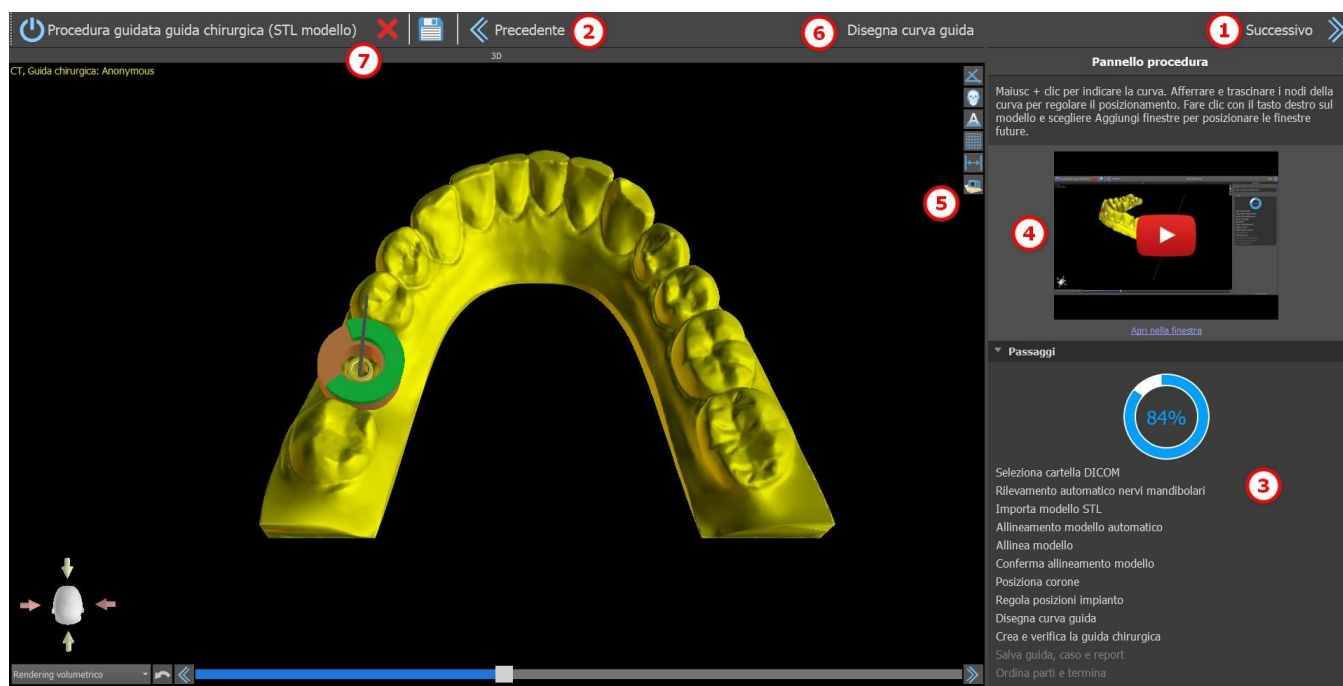 Procedura guidata guida chirurgica (STL modello)
Precedente
2
6
Disegna curva guida
1
Successivo
7
3D
CT, Guida chirurgica: Anonymous
Pannello procedura
Maiusc + clic per indicare la curva. Afferrare e trascinare i nodi della
curva per regolare il posizionamento. Fare clic con il tasto destro sul
modello e scegliere Aggiungi finestre per posizionare le finestre
future.
A
5
4
Apri nella finestra
Passaggi
84%
3
Seleziona cartella DICOM
Rilevamento automatico nervi mandibolari
Importa modello STL
Allineamento modello automatico
Allinea modello
Conferma allineamento modello
Posiziona corone
Regola posizioni impianto
Disegna curva guida
Crea e verifica la guida chirurgica
Salva guida, caso e report
Ordina parti e termina
Rendering volumetrico